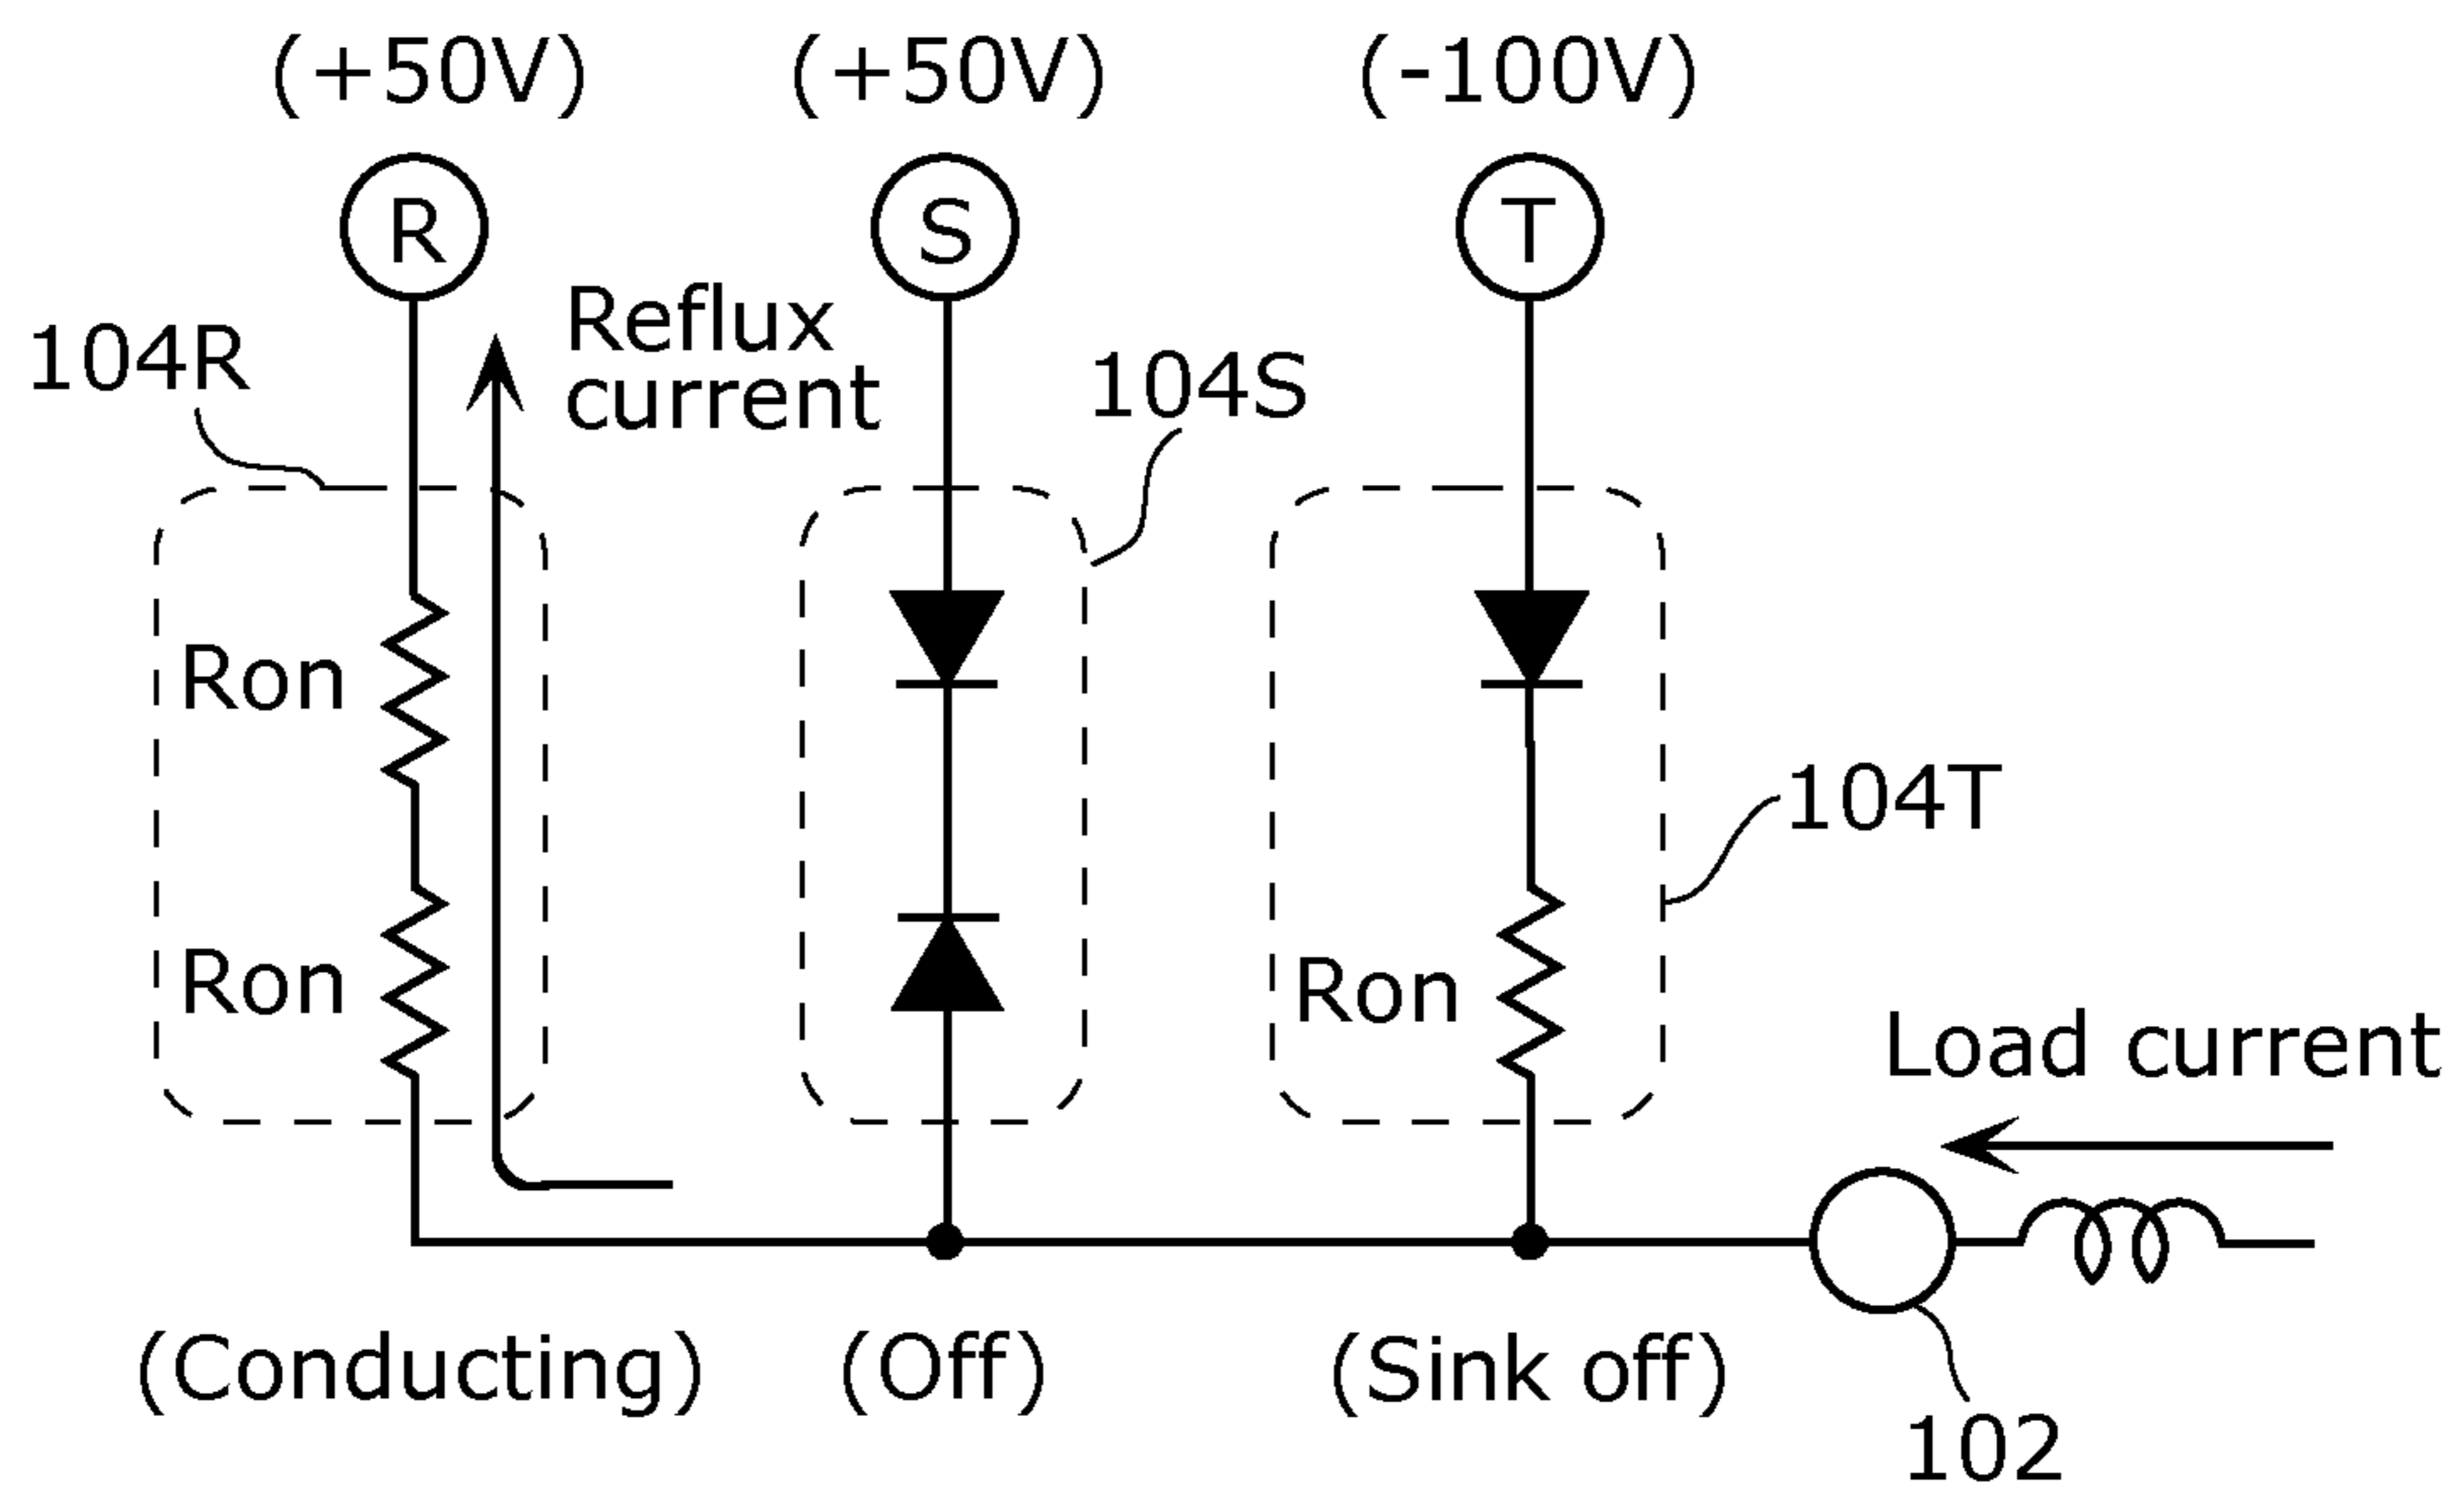 (+50V) (+50V) (-100V)
R S T
Reflux
current
104R
104S
Ron
104T
Ron
Ron
Load current
(Conducting) (Off) (Sink off)
102